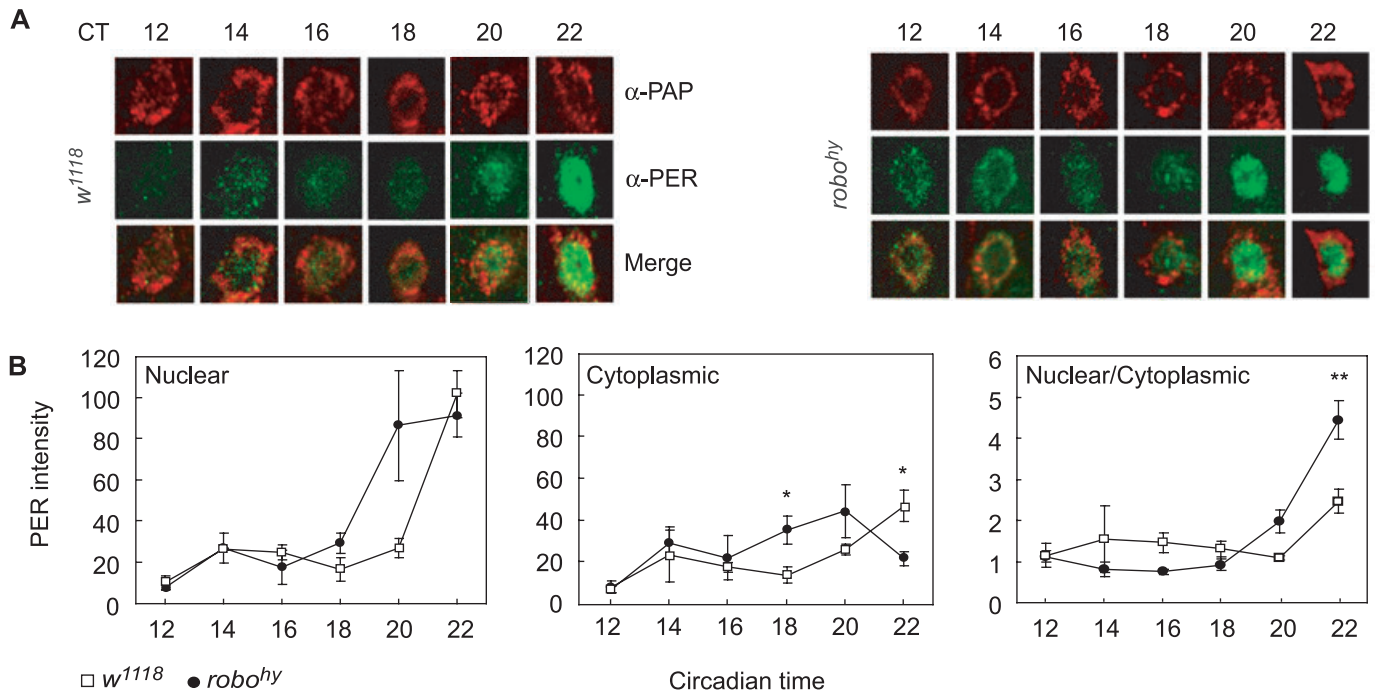 A
CT 12 14 16 18 20 22
12 14 16 18 20 22
w¹¹¹⁸
α-PAP
α-PER
Merge
roboʰʸ
B
PER intensity
Nuclear
120
100
80
60
40
20
0
12 14 16 18 20 22
Cytoplasmic
120
100
80
60
40
20
0
* *
12 14 16 18 20 22
Nuclear/Cytoplasmic
6
5
4
3
2
1
0
**
12 14 16 18 20 22
w¹¹¹⁸ roboʰʸ
Circadian time